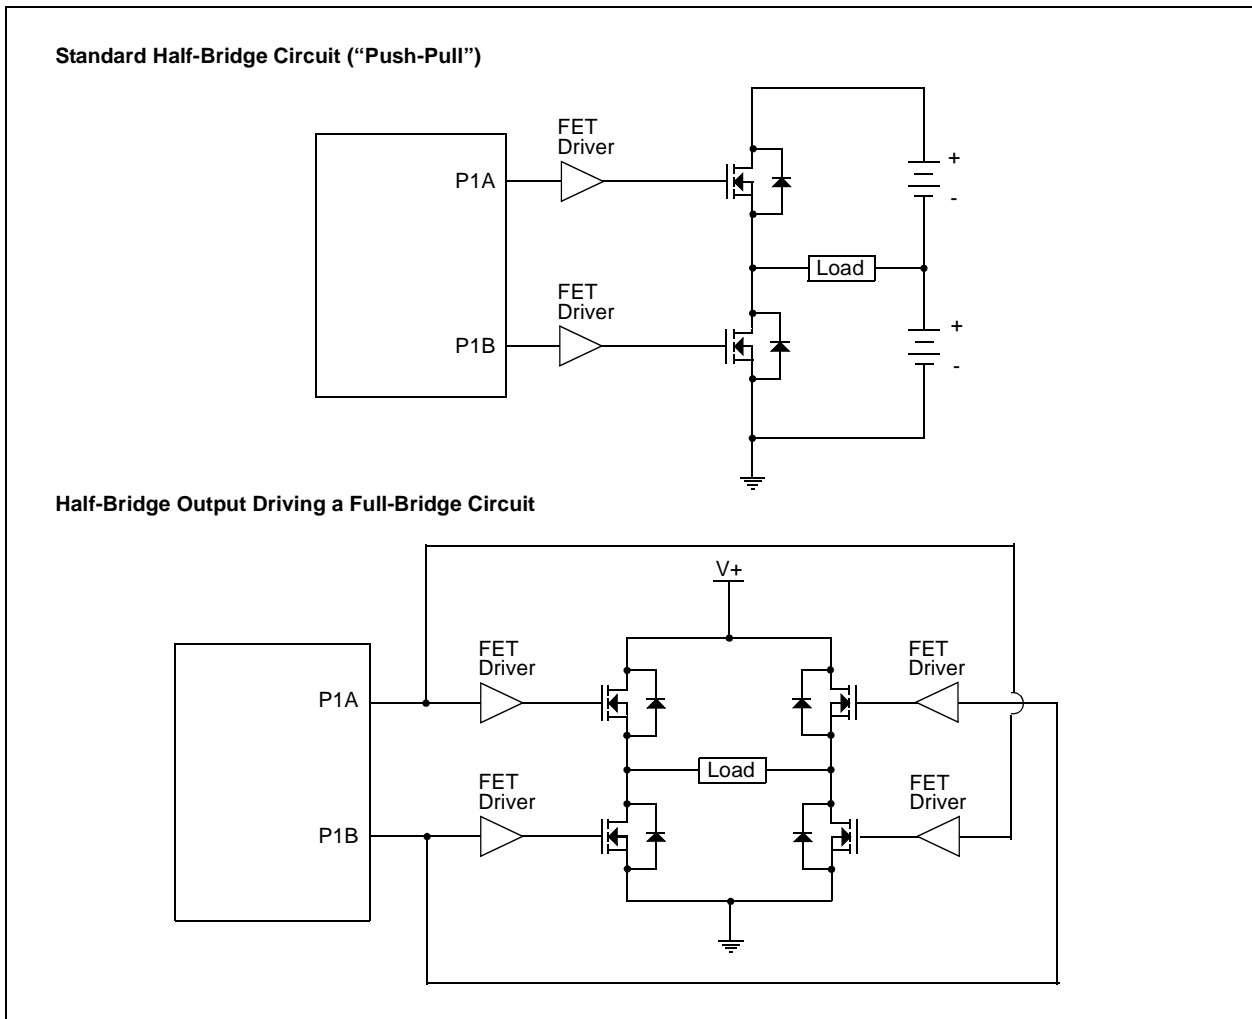 Standard Half-Bridge Circuit (“Push-Pull”)
FET
Driver
P1A
+
-
Load
FET
Driver
P1B
+
-
Half-Bridge Output Driving a Full-Bridge Circuit
V+
FET
Driver
FET
Driver
P1A
Load
FET
Driver
FET
Driver
P1B